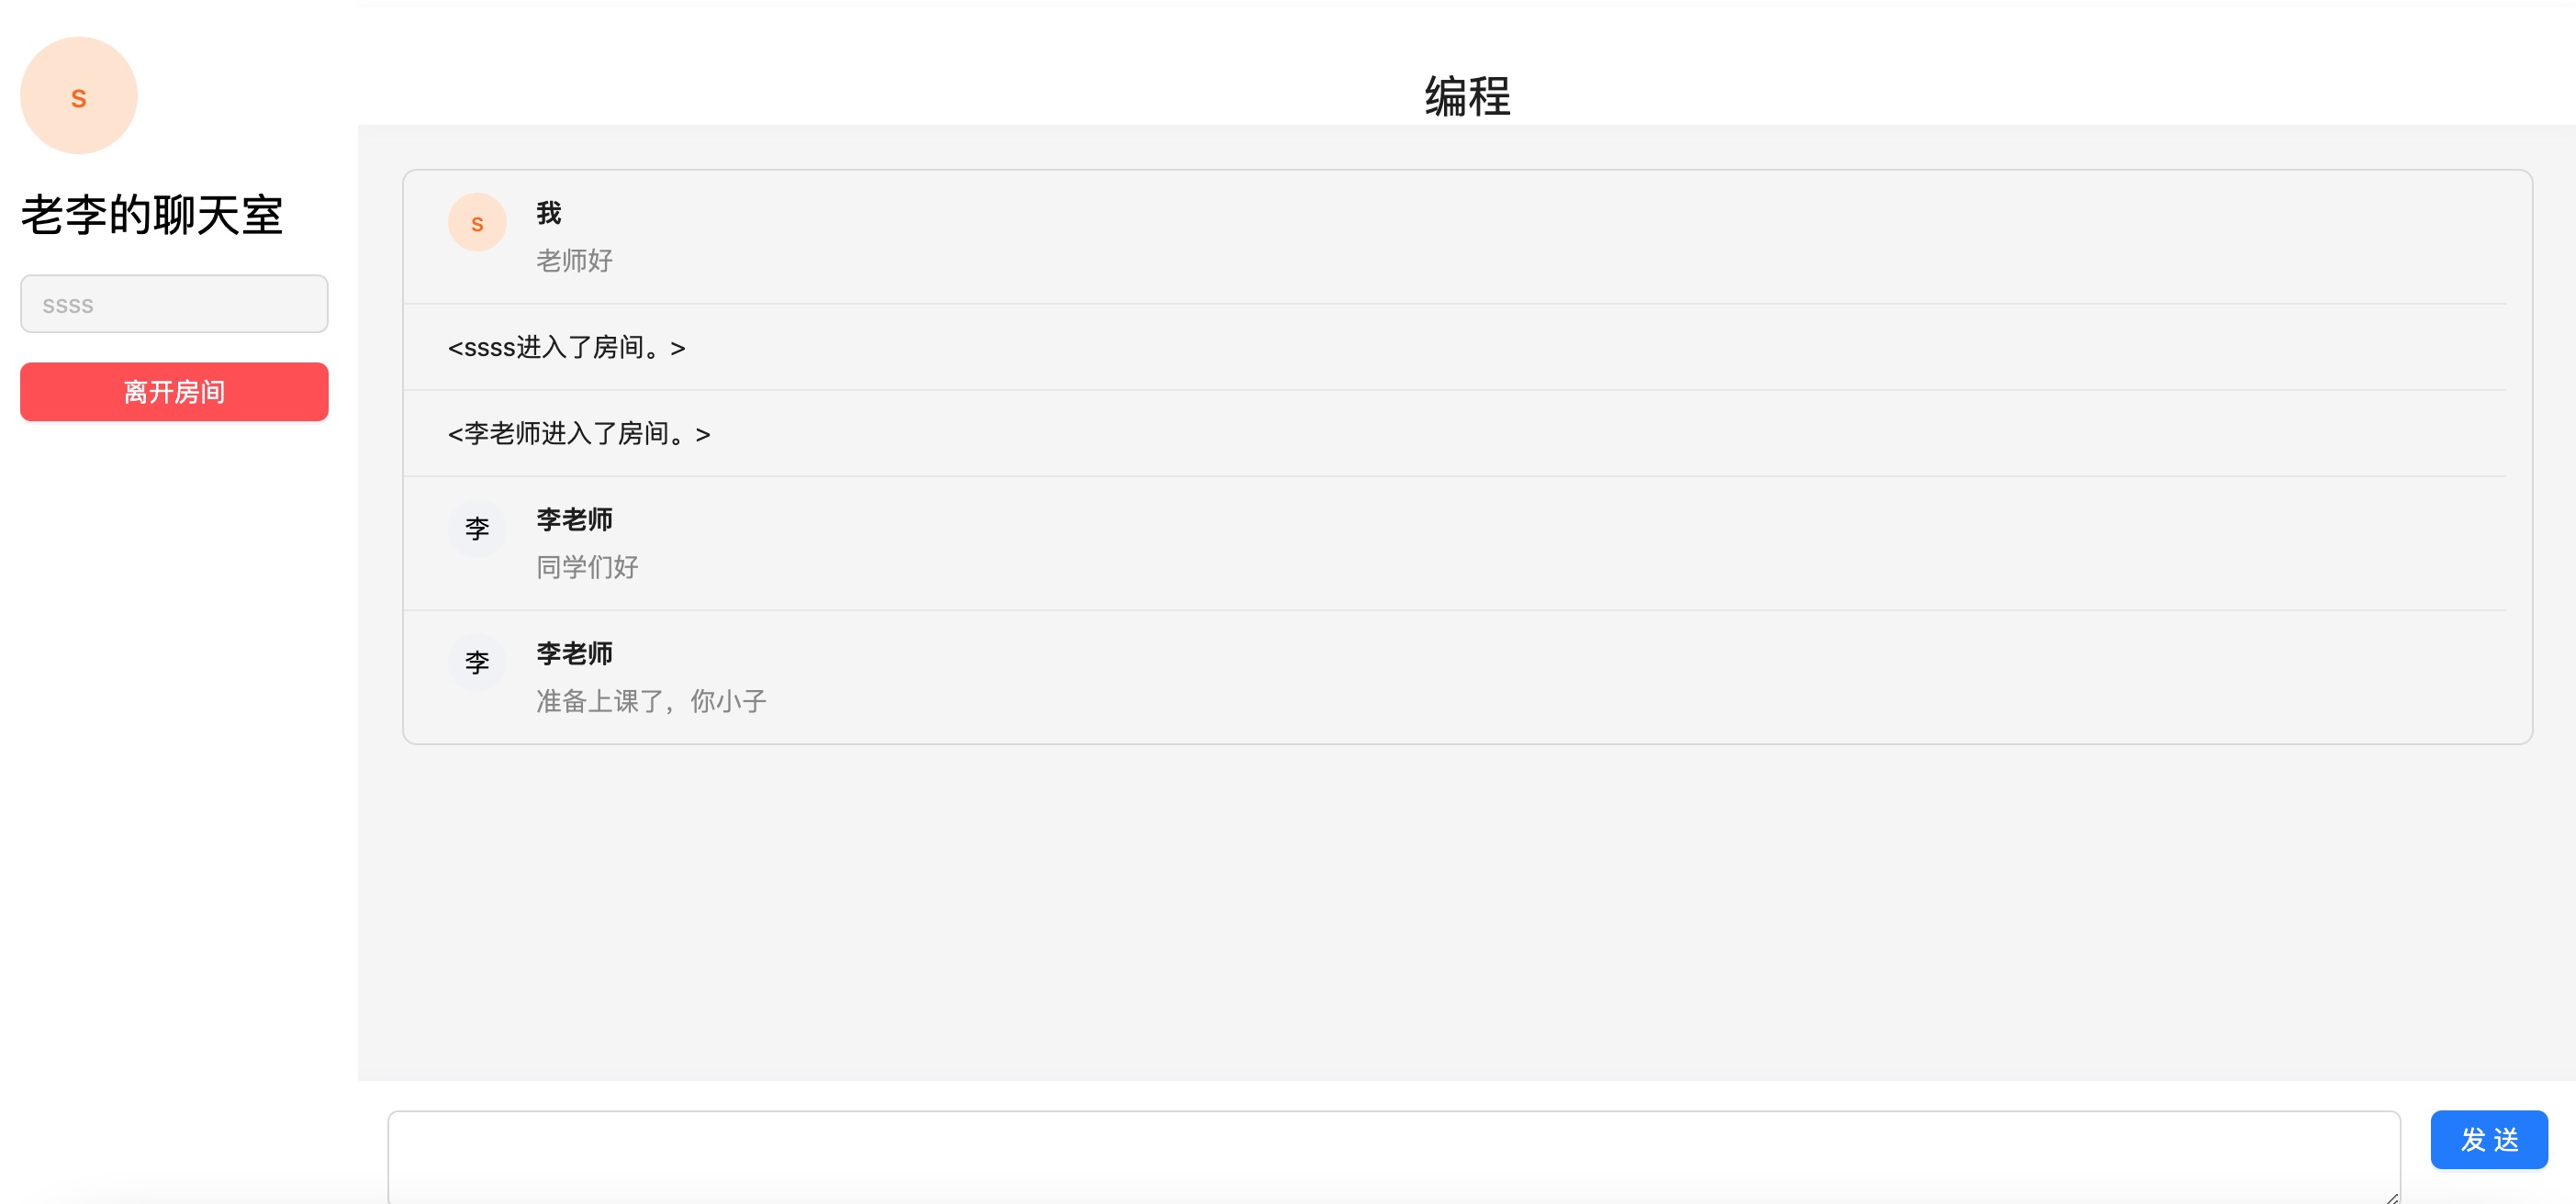 s
老李的聊天室
ssss
离开房间
编程
s
我
老师好
<ssss进入了房间。>
<李老师进入了房间。>
李
李老师
同学们好
李
李老师
准备上课了，你小子
发 送